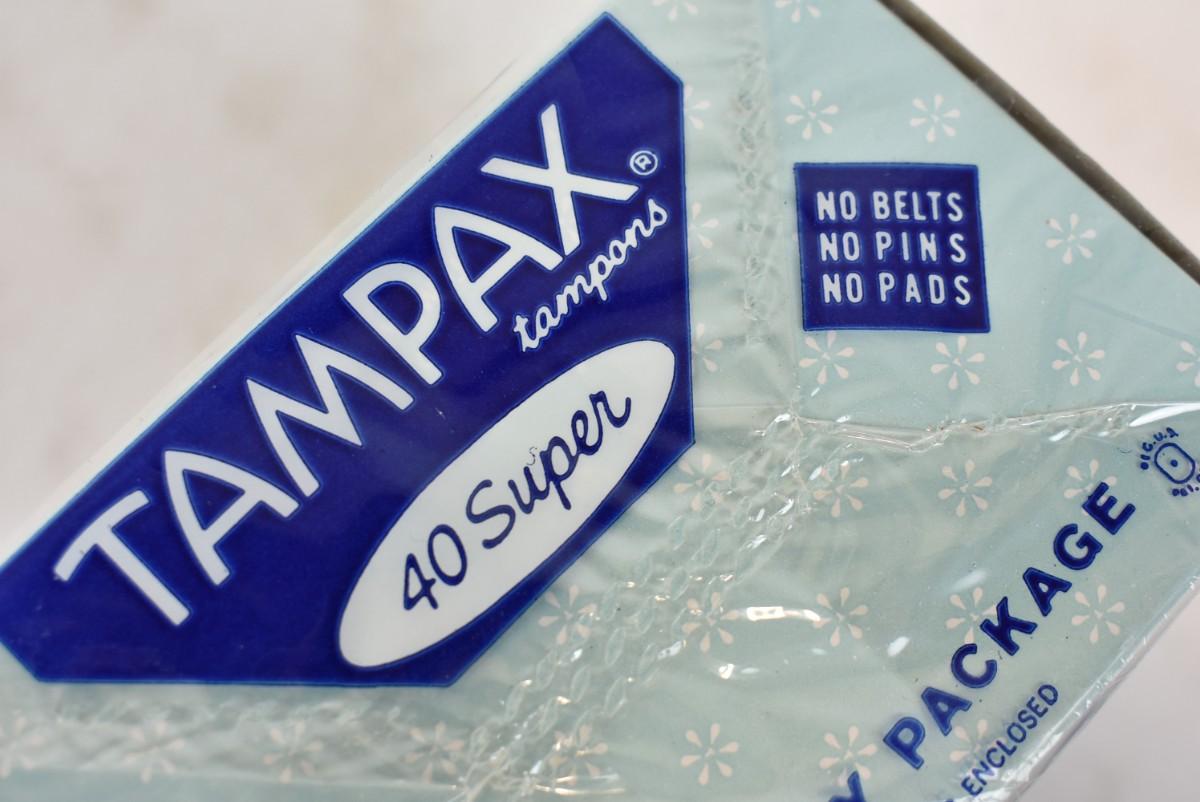 TAMPAX®
tampons
40 Super
NO BELTS
NO PINS
NO PADS
PACKAGE
ENCLOSED